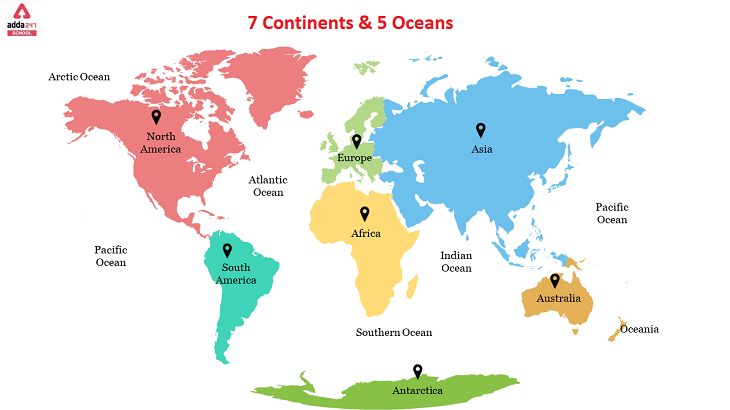 adda247
SCHOOL
7 Continents & 5 Oceans
Arctic Ocean
North
America
Europe
Asia
Atlantic
Ocean
Pacific
Ocean
Africa
Pacific
Ocean
Indian
Ocean
South
America
Australia
Oceania
Southern Ocean
Antarctica